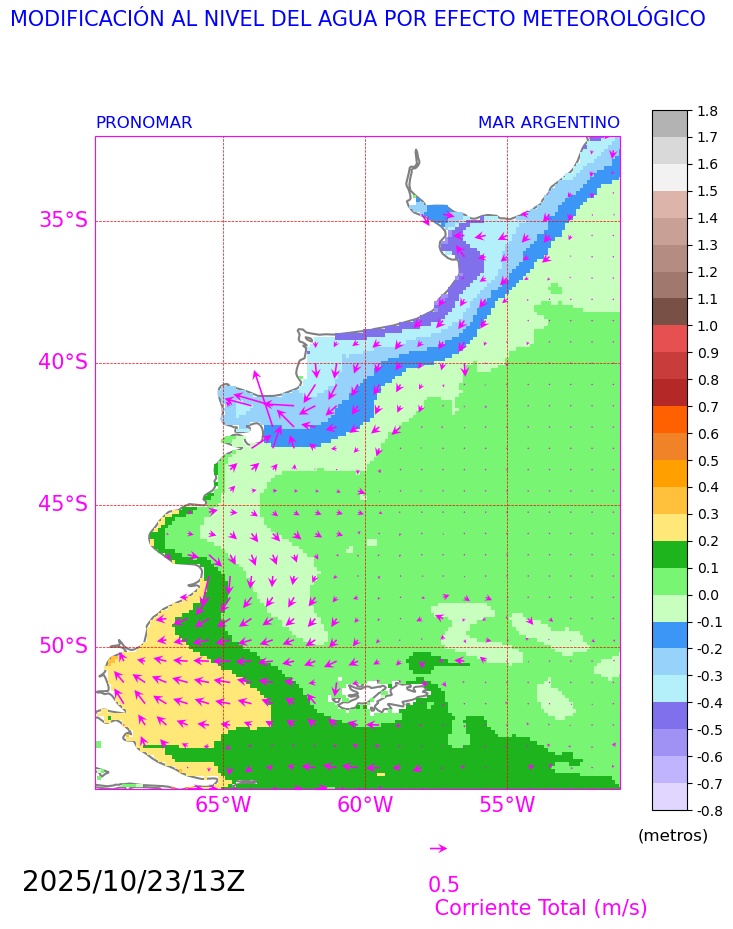 MODIFICACIÓN AL NIVEL DEL AGUA POR EFECTO METEOROLÓGICO
PRONOMAR
MAR ARGENTINO
35°S
40°S
45°S
50°S
65°W
60°W
55°W
1.8
1.7
1.6
1.5
1.4
1.3
1.2
1.1
1.0
0.9
0.8
0.7
0.6
0.5
0.4
0.3
0.2
0.1
0.0
-0.1
-0.2
-0.3
-0.4
-0.5
-0.6
-0.7
-0.8
(metros)
2025/10/23/13Z
0.5
Corriente Total (m/s)